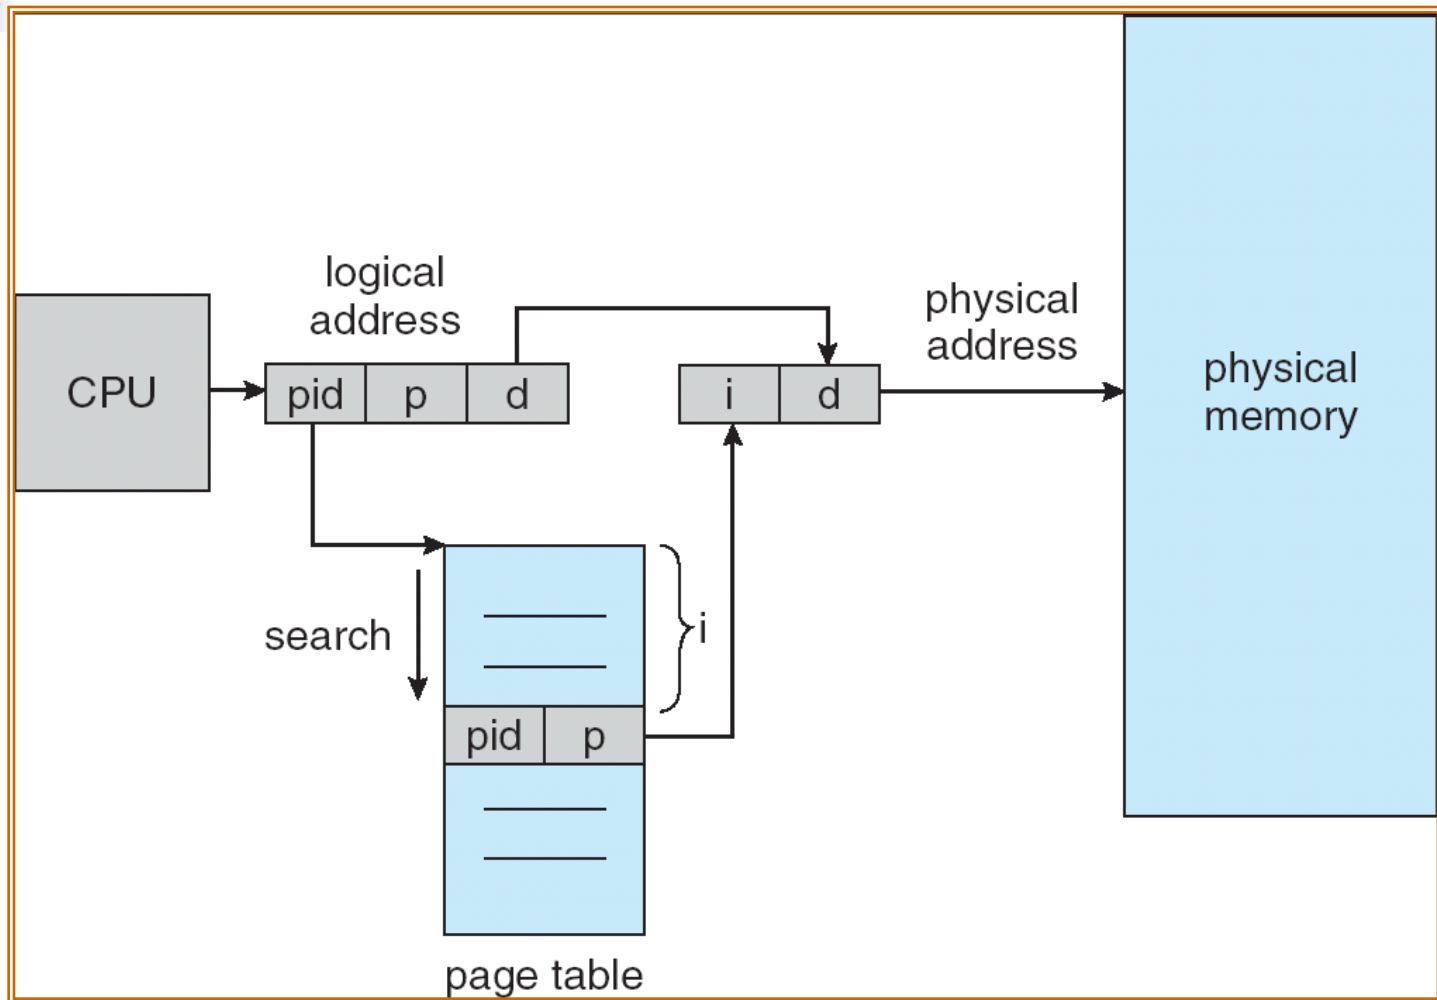 logical
address
physical
address
CPU
pid p d
i d
physical
memory
search
i
pid p
page table